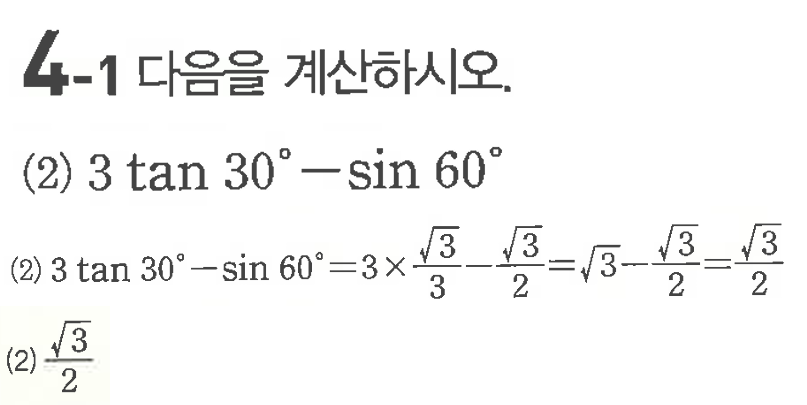 4-1 다음을 계산하시오.
(2) 3 tan 30°－sin 60°
(2) 3 tan 30°－sin 60°＝3×√3/3－√3/2＝√3－√3/2＝√3/2
(2) √3/2